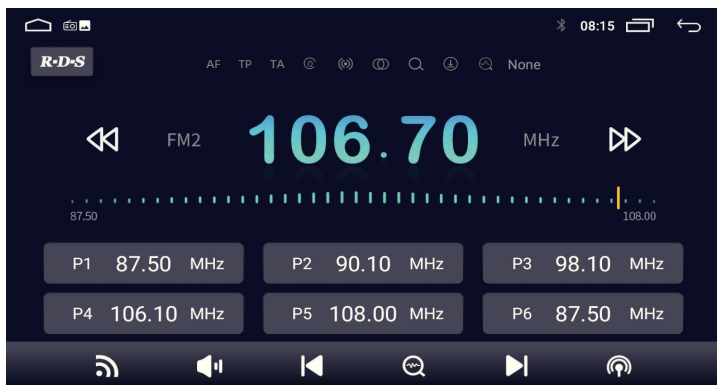 08:15
R·D·S AF TP TA None
FM2 106.70 MHz
87.50 108.00
P1 87.50 MHz P2 90.10 MHz P3 98.10 MHz
P4 106.10 MHz P5 108.00 MHz P6 87.50 MHz